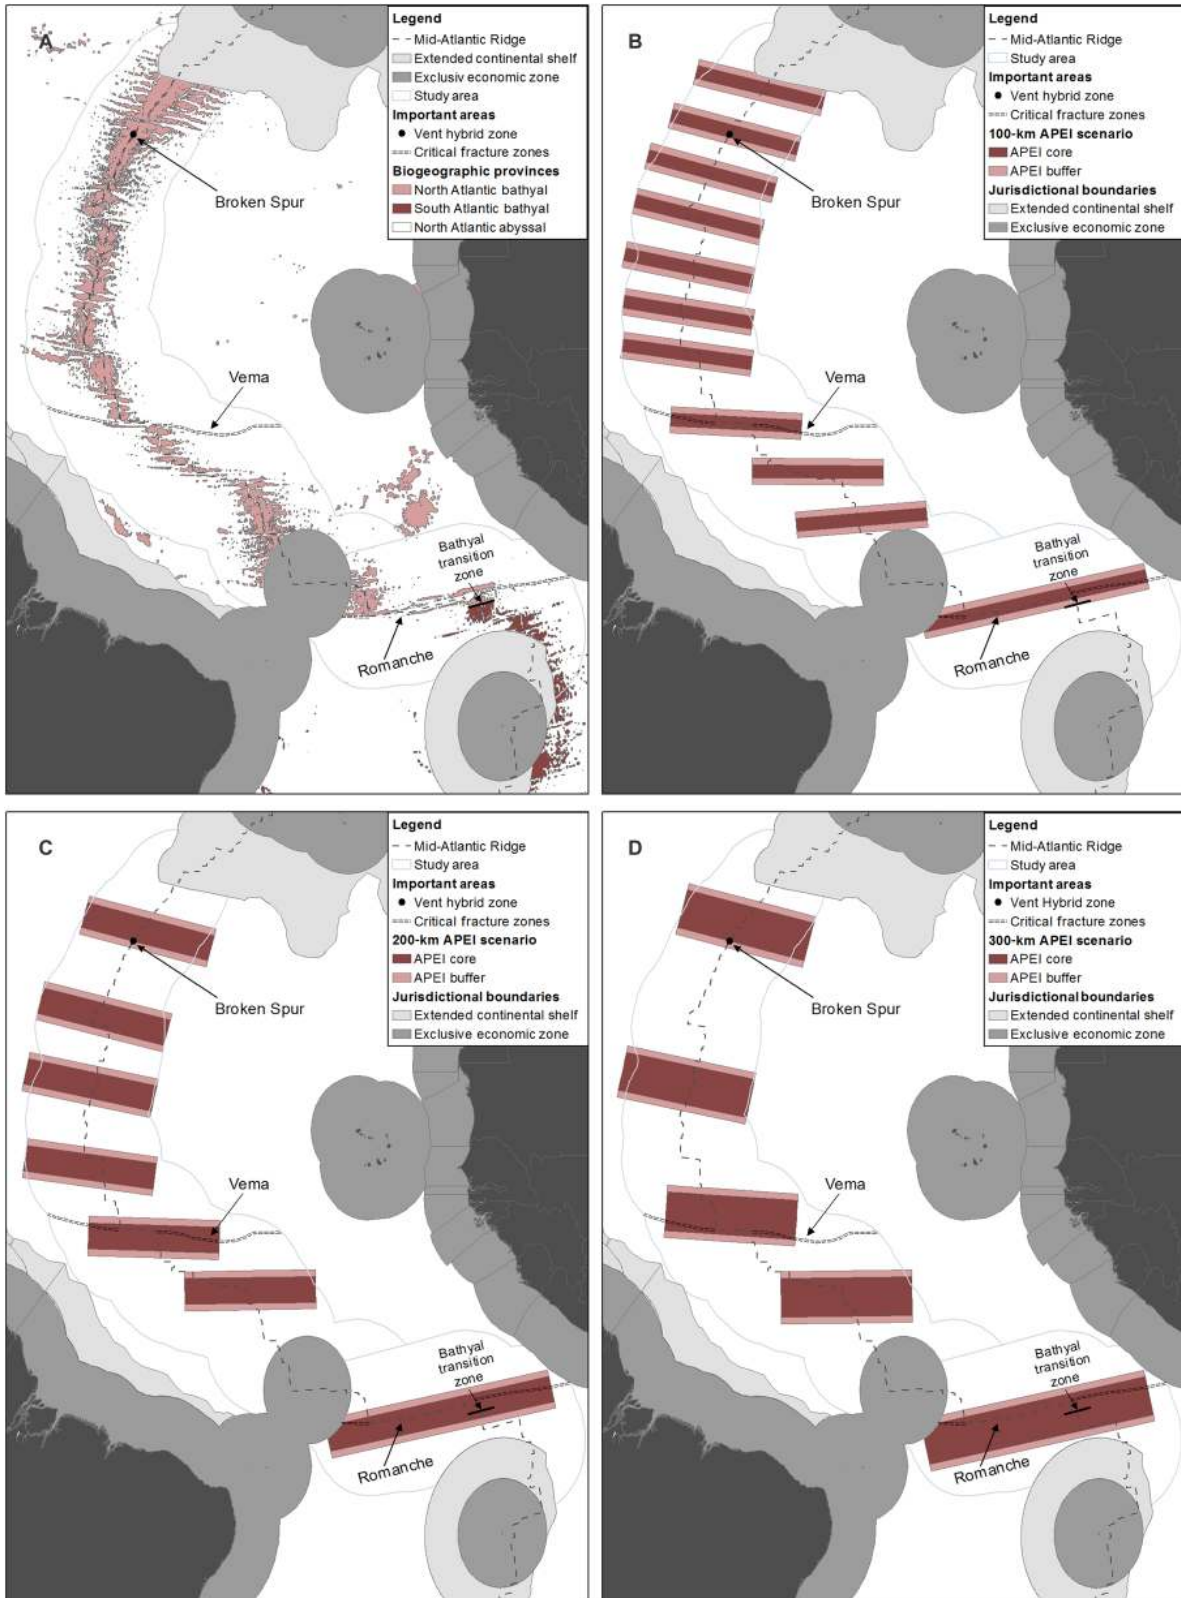 A
Legend
Mid-Atlantic Ridge
Extended continental shelf
Exclusive economic zone
Study area
Important areas
Vent hybrid zone
Critical fracture zones
Biogeographic provinces
North Atlantic bathyal
South Atlantic bathyal
North Atlantic abyssal
Broken Spur
Vema
Bathyal
transition
zone
Romanche
B
Legend
Mid-Atlantic Ridge
Study area
Important areas
Vent hybrid zone
Critical fracture zones
100-km APEI scenario
APEI core
APEI buffer
Jurisdictional boundaries
Extended continental shelf
Exclusive economic zone
Broken Spur
Vema
Bathyal
transition
zone
Romanche
C
Legend
Mid-Atlantic Ridge
Study area
Important areas
Vent hybrid zone
Critical fracture zones
200-km APEI scenario
APEI core
APEI buffer
Jurisdictional boundaries
Extended continental shelf
Exclusive economic zone
Broken Spur
Vema
Bathyal
transition
zone
Romanche
D
Legend
Mid-Atlantic Ridge
Study area
Important areas
Vent Hybrid zone
Critical fracture zones
300-km APEI scenario
APEI core
APEI buffer
Jurisdictional boundaries
Extended continental shelf
Exclusive economic zone
Broken Spur
Vema
Bathyal
transition
zone
Romanche